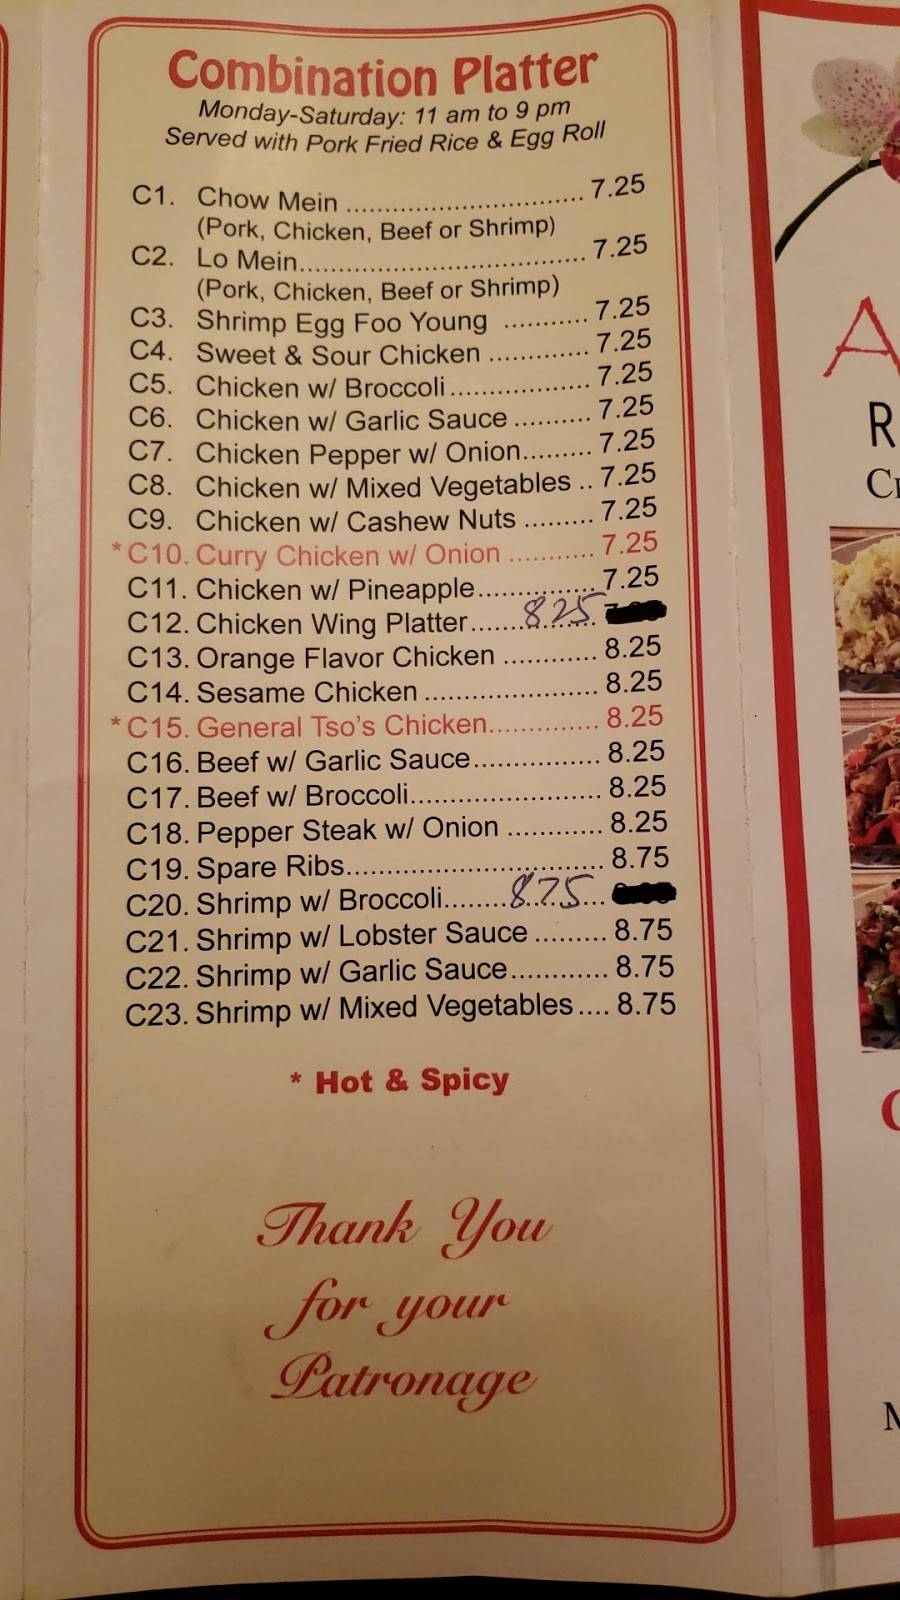 Combination Platter
Monday-Saturday: 11 am to 9 pm
Served with Pork Fried Rice & Egg Roll
C1. Chow Mein .............................. 7.25
(Pork, Chicken, Beef or Shrimp)
C2. Lo Mein.................................... 7.25
(Pork, Chicken, Beef or Shrimp)
C3. Shrimp Egg Foo Young ........... 7.25
C4. Sweet & Sour Chicken ............. 7.25
C5. Chicken w/ Broccoli .................. 7.25
C6. Chicken w/ Garlic Sauce .......... 7.25
C7. Chicken Pepper w/ Onion......... 7.25
C8. Chicken w/ Mixed Vegetables .. 7.25
C9. Chicken w/ Cashew Nuts ......... 7.25
* C10. Curry Chicken w/ Onion ........... 7.25
C11. Chicken w/ Pineapple............... 7.25
C12. Chicken Wing Platter................ 8.25
C13. Orange Flavor Chicken ............ 8.25
C14. Sesame Chicken ...................... 8.25
* C15. General Tso's Chicken.............. 8.25
C16. Beef w/ Garlic Sauce................ 8.25
C17. Beef w/ Broccoli........................ 8.25
C18. Pepper Steak w/ Onion ............ 8.25
C19. Spare Ribs................................. 8.75
C20. Shrimp w/ Broccoli.................... 8.75
C21. Shrimp w/ Lobster Sauce ......... 8.75
C22. Shrimp w/ Garlic Sauce............ 8.75
C23. Shrimp w/ Mixed Vegetables .... 8.75
* Hot & Spicy
Thank You
for your
Patronage